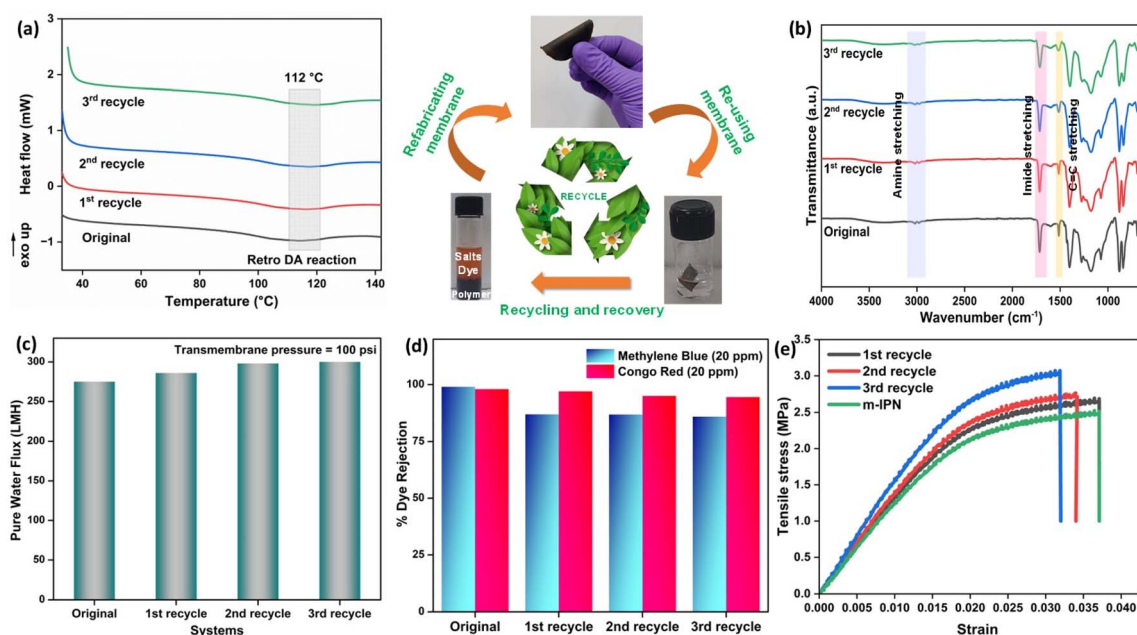 (a)
Heat flow (mW)
exo up
3
2
1
0
−1
3rd recycle
2nd recycle
1st recycle
Original
112 °C
Retro DA reaction
40
60
80
100
120
140
Temperature (°C)
Refabricating
membrane
Re-using
membrane
RECYCLE
Salts
Dye
Polymer
Recycling and recovery
(b)
Transmittance (a.u.)
3rd recycle
2nd recycle
1st recycle
Original
Amine stretching
Imide stretching
C=C stretching
4000 3500 3000 2500 2000 1500 1000
Wavenumber (cm-1)
(c)
Transmembrane pressure = 100 psi
Pure Water Flux (LMH)
300
250
200
150
100
50
0
Original 1st recycle 2nd recycle 3rd recycle
Systems
(d)
Methylene Blue (20 ppm)
Congo Red (20 ppm)
% Dye Rejection
100
75
50
25
0
Original 1st recycle 2nd recycle 3rd recycle
(e)
1st recycle
2nd recycle
3rd recycle
m-IPN
Tensile stress (MPa)
3.5
3.0
2.5
2.0
1.5
1.0
0.5
0.0
0.000 0.005 0.010 0.015 0.020 0.025 0.030 0.035 0.040
Strain